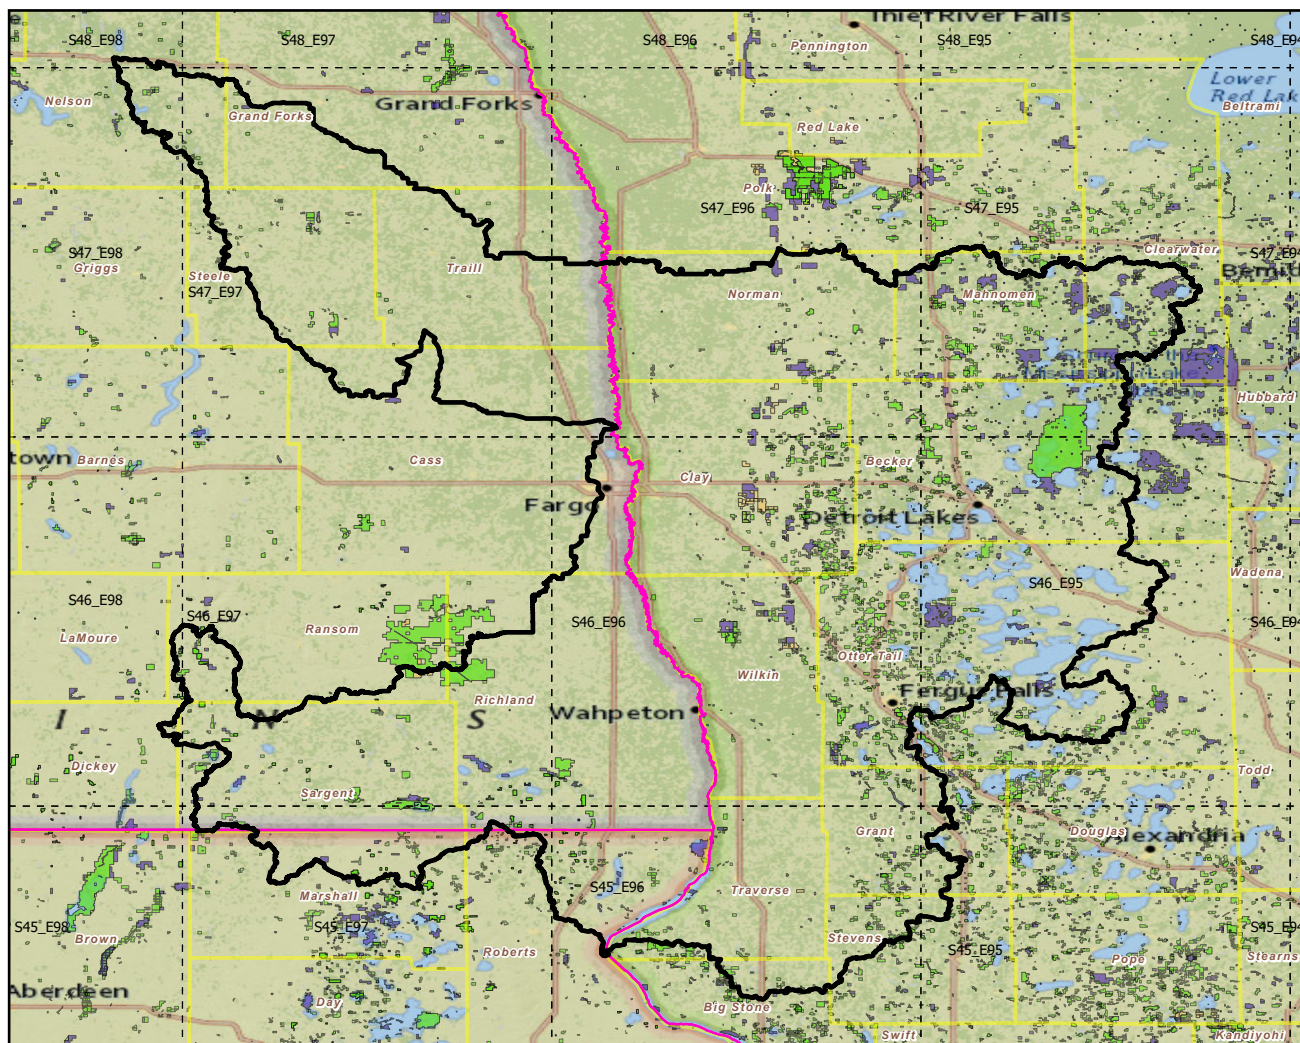 Thief River Falls
S48_E98
S48_E97
S48_E96
S48_E95
S48_E94
Pennington
Lower
Red Lak
Nelson
Grand Forks
Grand Forks
Beltrami
Red Lake
Polk
S47_E96
S47_E95
S47_E98
Griggs
Steele
S47_E97
Traill
Clearwater
S47_E94
Bemid
Norman
Mahnomen
Hubbard
town
Barnes
Cass
Clay
Becker
Fargo
Detroit Lakes
S46_E98
S46_E97
S46_E96
S46_E95
Wadena
S46_E94
LaMoure
Ransom
Otter Tail
Wilkin
Richland
Fergus Falls
Wahpeton
I N S
Dickey
Sargent
Todd
Grant
Douglas
Alexandria
S45_E96
Traverse
Marshall
S45_E98
S45_E97
Brown
Stevens
S45_E95
S45_E94
Roberts
Pope
Stearns
Aberdeen
Day
Big Stone
Swift
Kandiyohi